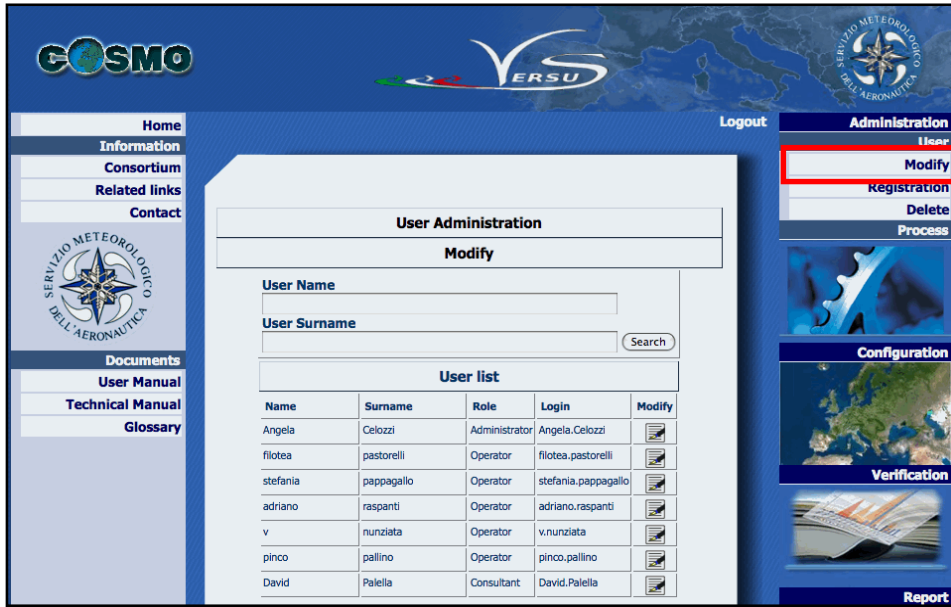 COSMO
VERSUS
SERVIZIO METEOROLOGICO DELL'AERONAUTICA
Home
Information
Consortium
Related links
Contact
SERVIZIO METEOROLOGICO DELL'AERONAUTICA
Documents
User Manual
Technical Manual
Glossary
Logout
User Administration
Modify
User Name
User Surname
Search
User list
Name Surname Role Login Modify
Angela Celozzi Administrator Angela.Celozzi
filotea pastorelli Operator filotea.pastorelli
stefania pappagallo Operator stefania.pappagallo
adriano raspanti Operator adriano.raspanti
v nunziata Operator v.nunziata
pinco pallino Operator pinco.pallino
David Palella Consultant David.Palella
Administration
User
Modify
Registration
Delete
Process
Configuration
Verification
Report